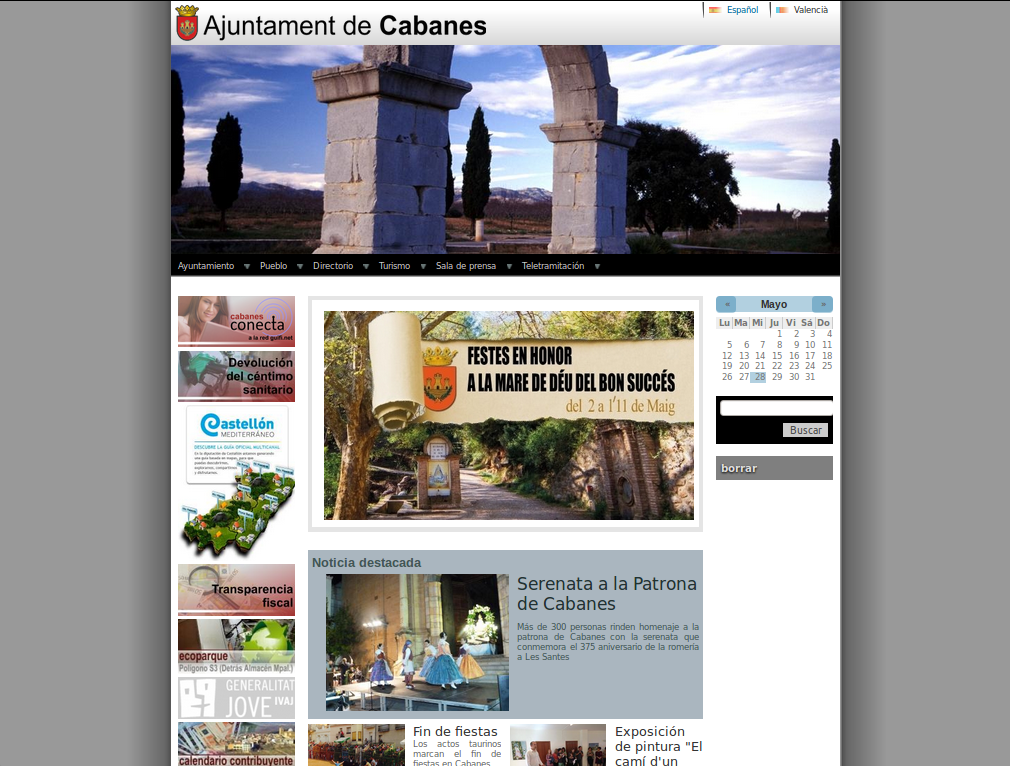 Ajuntament de Cabanes
Español
Valencià
Ayuntamiento
Pueblo
Directorio
Turismo
Sala de prensa
Teletramitación
cabanes
conecta
a la red guifi.net
Devolución
del céntimo
sanitario
Castellón
MEDITERRÁNEO
DESCUBRE LA GUÍA OFICIAL MULTICANAL
Transparencia
fiscal
ecoparque
Polígono S3 (Detrás Almacén Mpal.)
GENERALITAT
JOVE IVAJ
calendario contribuyente
FESTES EN HONOR
A LA MARE DE DÉU DEL BON SUCCÉS
del 2 a l'11 de Maig
Noticia destacada
Serenata a la Patrona
de Cabanes
Más de 300 personas rinden homenaje a la
patrona de Cabanes con la serenata que
conmemora el 375 aniversario de la romería
a Les Santes
Fin de fiestas
Los actos taurinos
marcan el fin de
fiestas en Cabanes
Exposición
de pintura "El
camí d'un
« Mayo »
Lu Ma Mi Ju Vi Sá Do
1 2 3 4
5 6 7 8 9 10 11
12 13 14 15 16 17 18
19 20 21 22 23 24 25
26 27 28 29 30 31
Buscar
borrar